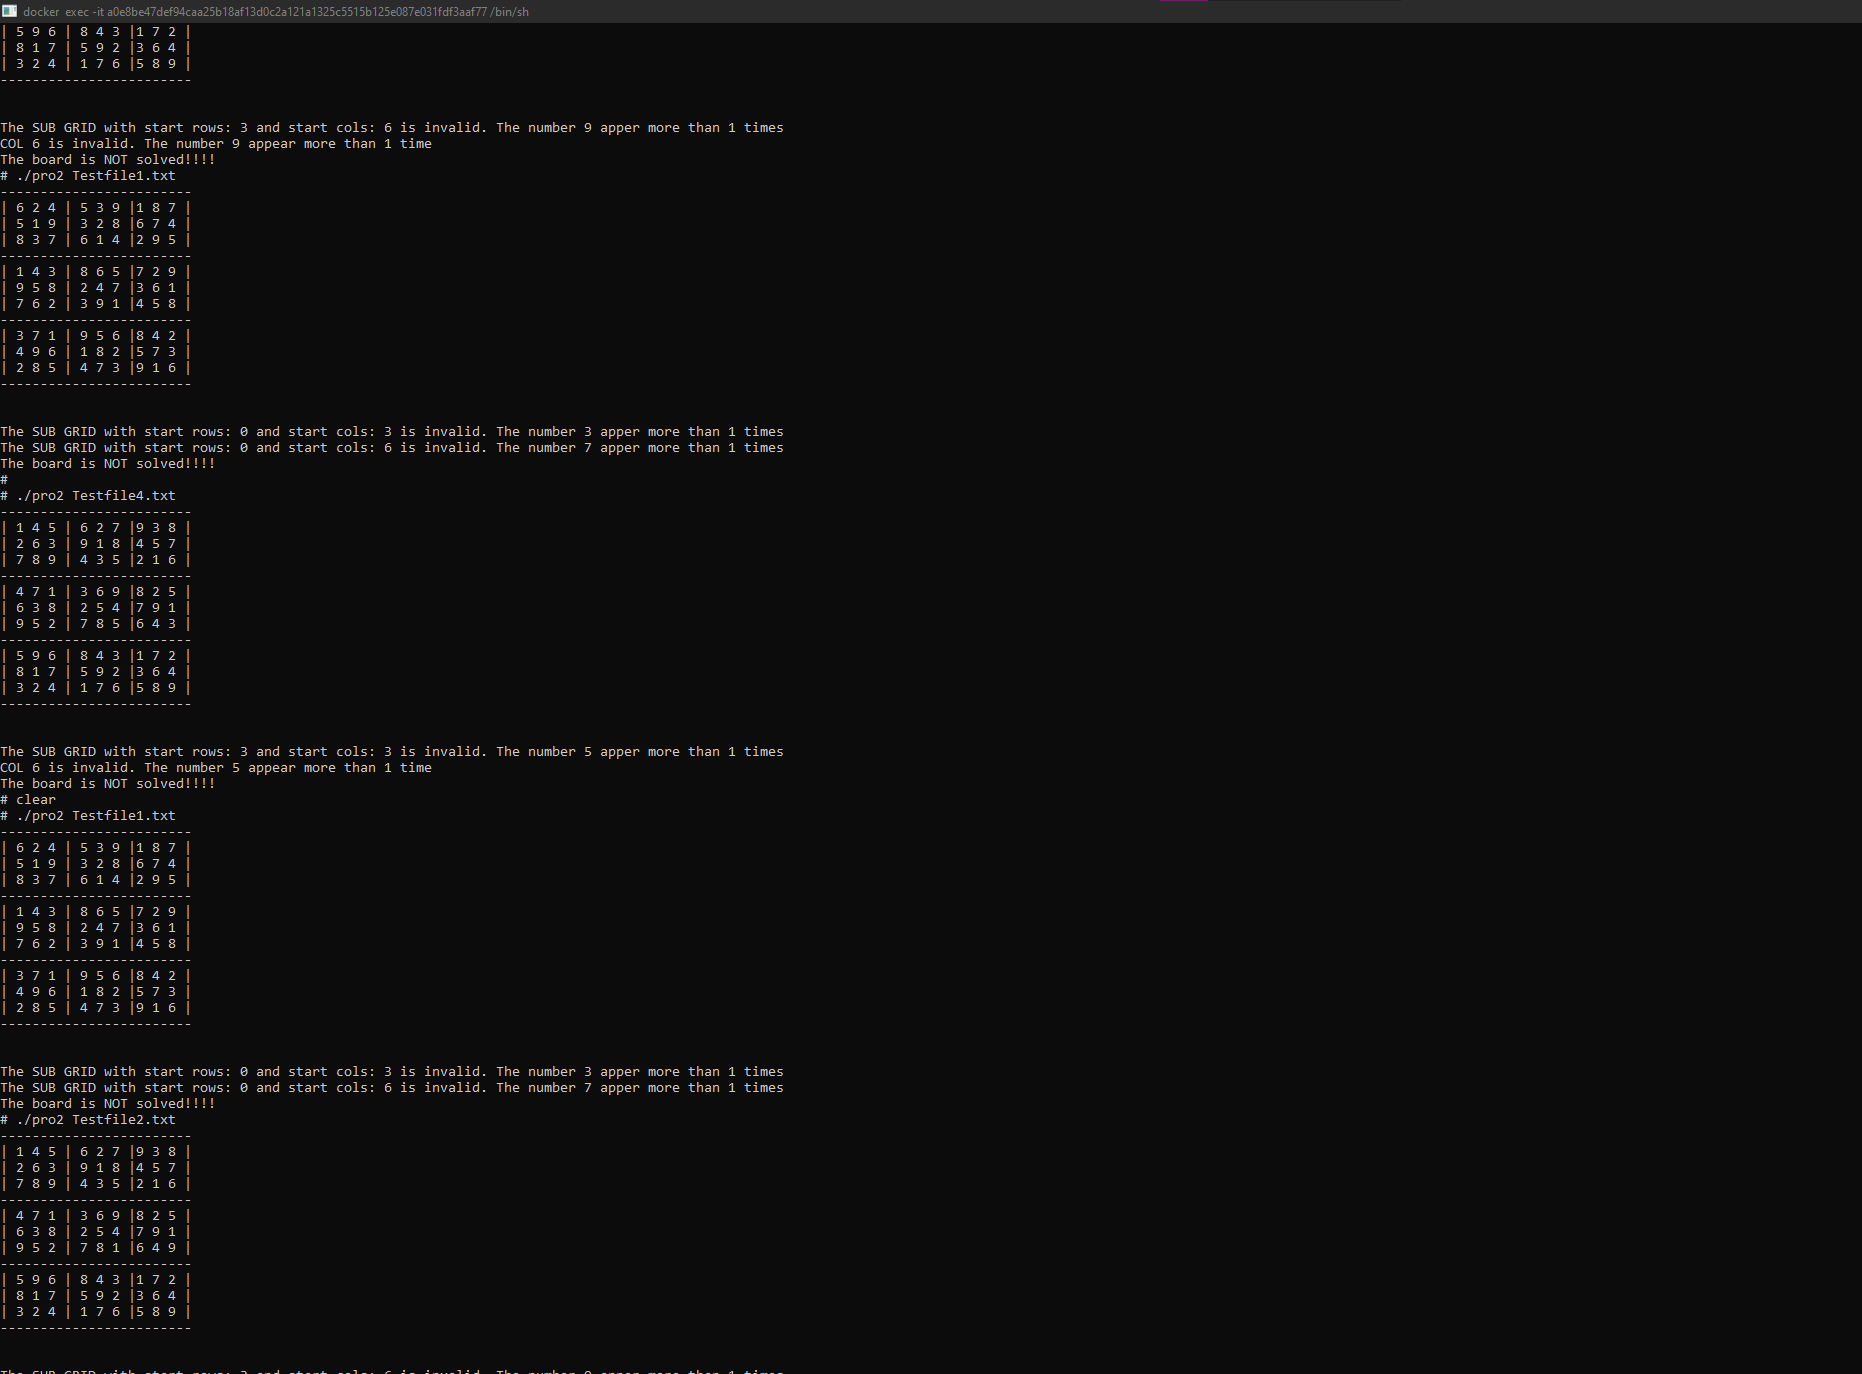 docker exec -it a0e8be47def94caa25b18af13d0c2a121a1325c5515b125e087e031fdf3aaf77 /bin/sh
| 5 9 6 | 8 4 3 |1 7 2 |
| 8 1 7 | 5 9 2 |3 6 4 |
| 3 2 4 | 1 7 6 |5 8 9 |
------------------------
The SUB GRID with start rows: 3 and start cols: 6 is invalid. The number 9 apper more than 1 times
COL 6 is invalid. The number 9 appear more than 1 time
The board is NOT solved!!!!
# ./pro2 Testfile1.txt
------------------------
| 6 2 4 | 5 3 9 |1 8 7 |
| 5 1 9 | 3 2 8 |6 7 4 |
| 8 3 7 | 6 1 4 |2 9 5 |
------------------------
| 1 4 3 | 8 6 5 |7 2 9 |
| 9 5 8 | 2 4 7 |3 6 1 |
| 7 6 2 | 3 9 1 |4 5 8 |
------------------------
| 3 7 1 | 9 5 6 |8 4 2 |
| 4 9 6 | 1 8 2 |5 7 3 |
| 2 8 5 | 4 7 3 |9 1 6 |
------------------------
The SUB GRID with start rows: 0 and start cols: 3 is invalid. The number 3 apper more than 1 times
The SUB GRID with start rows: 0 and start cols: 6 is invalid. The number 7 apper more than 1 times
The board is NOT solved!!!!
#
# ./pro2 Testfile4.txt
------------------------
| 1 4 5 | 6 2 7 |9 3 8 |
| 2 6 3 | 9 1 8 |4 5 7 |
| 7 8 9 | 4 3 5 |2 1 6 |
------------------------
| 4 7 1 | 3 6 9 |8 2 5 |
| 6 3 8 | 2 5 4 |7 9 1 |
| 9 5 2 | 7 8 5 |6 4 3 |
------------------------
| 5 9 6 | 8 4 3 |1 7 2 |
| 8 1 7 | 5 9 2 |3 6 4 |
| 3 2 4 | 1 7 6 |5 8 9 |
------------------------
The SUB GRID with start rows: 3 and start cols: 3 is invalid. The number 5 apper more than 1 times
COL 6 is invalid. The number 5 appear more than 1 time
The board is NOT solved!!!!
# clear
# ./pro2 Testfile1.txt
------------------------
| 6 2 4 | 5 3 9 |1 8 7 |
| 5 1 9 | 3 2 8 |6 7 4 |
| 8 3 7 | 6 1 4 |2 9 5 |
------------------------
| 1 4 3 | 8 6 5 |7 2 9 |
| 9 5 8 | 2 4 7 |3 6 1 |
| 7 6 2 | 3 9 1 |4 5 8 |
------------------------
| 3 7 1 | 9 5 6 |8 4 2 |
| 4 9 6 | 1 8 2 |5 7 3 |
| 2 8 5 | 4 7 3 |9 1 6 |
------------------------
The SUB GRID with start rows: 0 and start cols: 3 is invalid. The number 3 apper more than 1 times
The SUB GRID with start rows: 0 and start cols: 6 is invalid. The number 7 apper more than 1 times
The board is NOT solved!!!!
# ./pro2 Testfile2.txt
------------------------
| 1 4 5 | 6 2 7 |9 3 8 |
| 2 6 3 | 9 1 8 |4 5 7 |
| 7 8 9 | 4 3 5 |2 1 6 |
------------------------
| 4 7 1 | 3 6 9 |8 2 5 |
| 6 3 8 | 2 5 4 |7 9 1 |
| 9 5 2 | 7 8 1 |6 4 9 |
------------------------
| 5 9 6 | 8 4 3 |1 7 2 |
| 8 1 7 | 5 9 2 |3 6 4 |
| 3 2 4 | 1 7 6 |5 8 9 |
------------------------
The SUB GRID with start rows: 3 and start cols: 6 is invalid. The number 9 apper more than 1 times